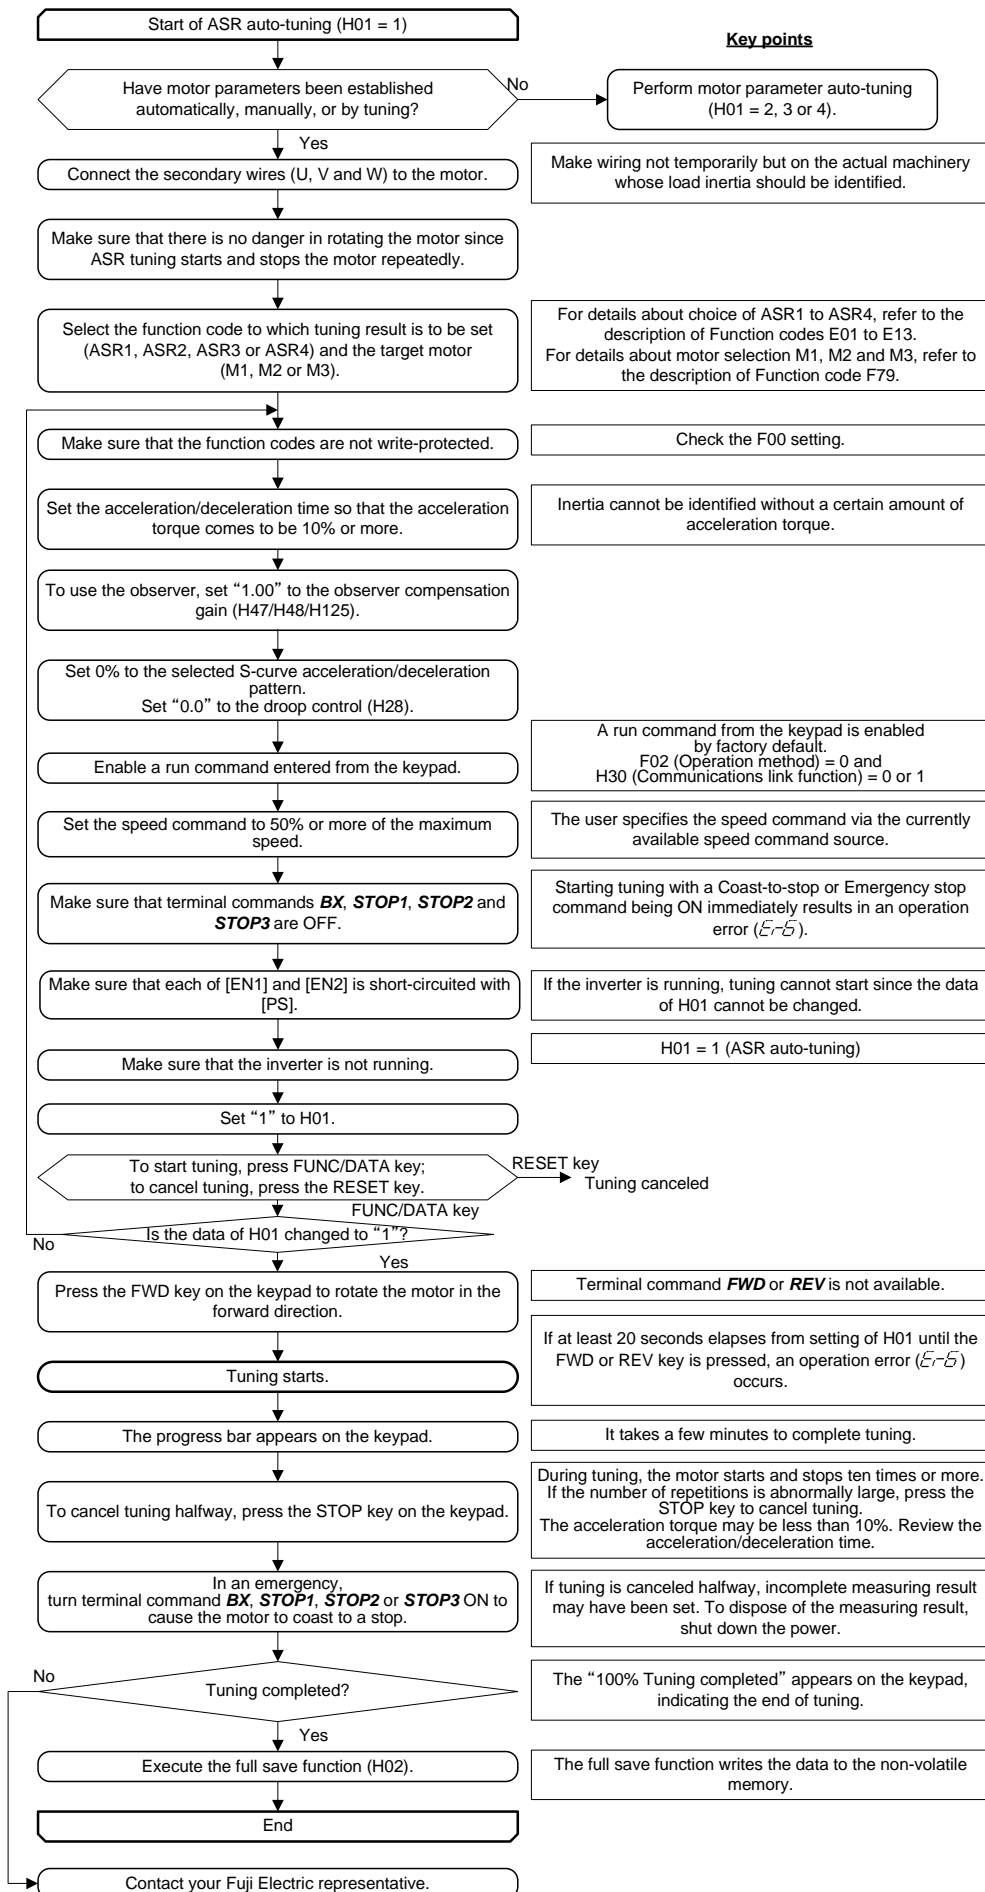 Start of ASR auto-tuning (H01 = 1)
Key points
Have motor parameters been established
automatically, manually, or by tuning?
No
Perform motor parameter auto-tuning
(H01 = 2, 3 or 4).
Yes
Connect the secondary wires (U, V and W) to the motor.
Make wiring not temporarily but on the actual machinery
whose load inertia should be identified.
Make sure that there is no danger in rotating the motor since
ASR tuning starts and stops the motor repeatedly.
Select the function code to which tuning result is to be set
(ASR1, ASR2, ASR3 or ASR4) and the target motor
(M1, M2 or M3).
For details about choice of ASR1 to ASR4, refer to the
description of Function codes E01 to E13.
For details about motor selection M1, M2 and M3, refer to
the description of Function code F79.
Make sure that the function codes are not write-protected.
Check the F00 setting.
Set the acceleration/deceleration time so that the acceleration
torque comes to be 10% or more.
Inertia cannot be identified without a certain amount of
acceleration torque.
To use the observer, set “1.00” to the observer compensation
gain (H47/H48/H125).
Set 0% to the selected S-curve acceleration/deceleration
pattern.
Set “0.0” to the droop control (H28).
Enable a run command entered from the keypad.
A run command from the keypad is enabled
by factory default.
F02 (Operation method) = 0 and
H30 (Communications link function) = 0 or 1
Set the speed command to 50% or more of the maximum
speed.
The user specifies the speed command via the currently
available speed command source.
Make sure that terminal commands BX, STOP1, STOP2 and
STOP3 are OFF.
Starting tuning with a Coast-to-stop or Emergency stop
command being ON immediately results in an operation
error (Er6).
Make sure that each of [EN1] and [EN2] is short-circuited with
[PS].
If the inverter is running, tuning cannot start since the data
of H01 cannot be changed.
Make sure that the inverter is not running.
H01 = 1 (ASR auto-tuning)
Set “1” to H01.
To start tuning, press FUNC/DATA key;
to cancel tuning, press the RESET key.
RESET key
Tuning canceled
FUNC/DATA key
Is the data of H01 changed to “1”?
No
Yes
Press the FWD key on the keypad to rotate the motor in the
forward direction.
Terminal command FWD or REV is not available.
Tuning starts.
If at least 20 seconds elapses from setting of H01 until the
FWD or REV key is pressed, an operation error (Er6)
occurs.
The progress bar appears on the keypad.
It takes a few minutes to complete tuning.
To cancel tuning halfway, press the STOP key on the keypad.
During tuning, the motor starts and stops ten times or more.
If the number of repetitions is abnormally large, press the
STOP key to cancel tuning.
The acceleration torque may be less than 10%. Review the
acceleration/deceleration time.
In an emergency,
turn terminal command BX, STOP1, STOP2 or STOP3 ON to
cause the motor to coast to a stop.
If tuning is canceled halfway, incomplete measuring result
may have been set. To dispose of the measuring result,
shut down the power.
No
Tuning completed?
The “100% Tuning completed” appears on the keypad,
indicating the end of tuning.
Yes
Execute the full save function (H02).
The full save function writes the data to the non-volatile
memory.
End
Contact your Fuji Electric representative.